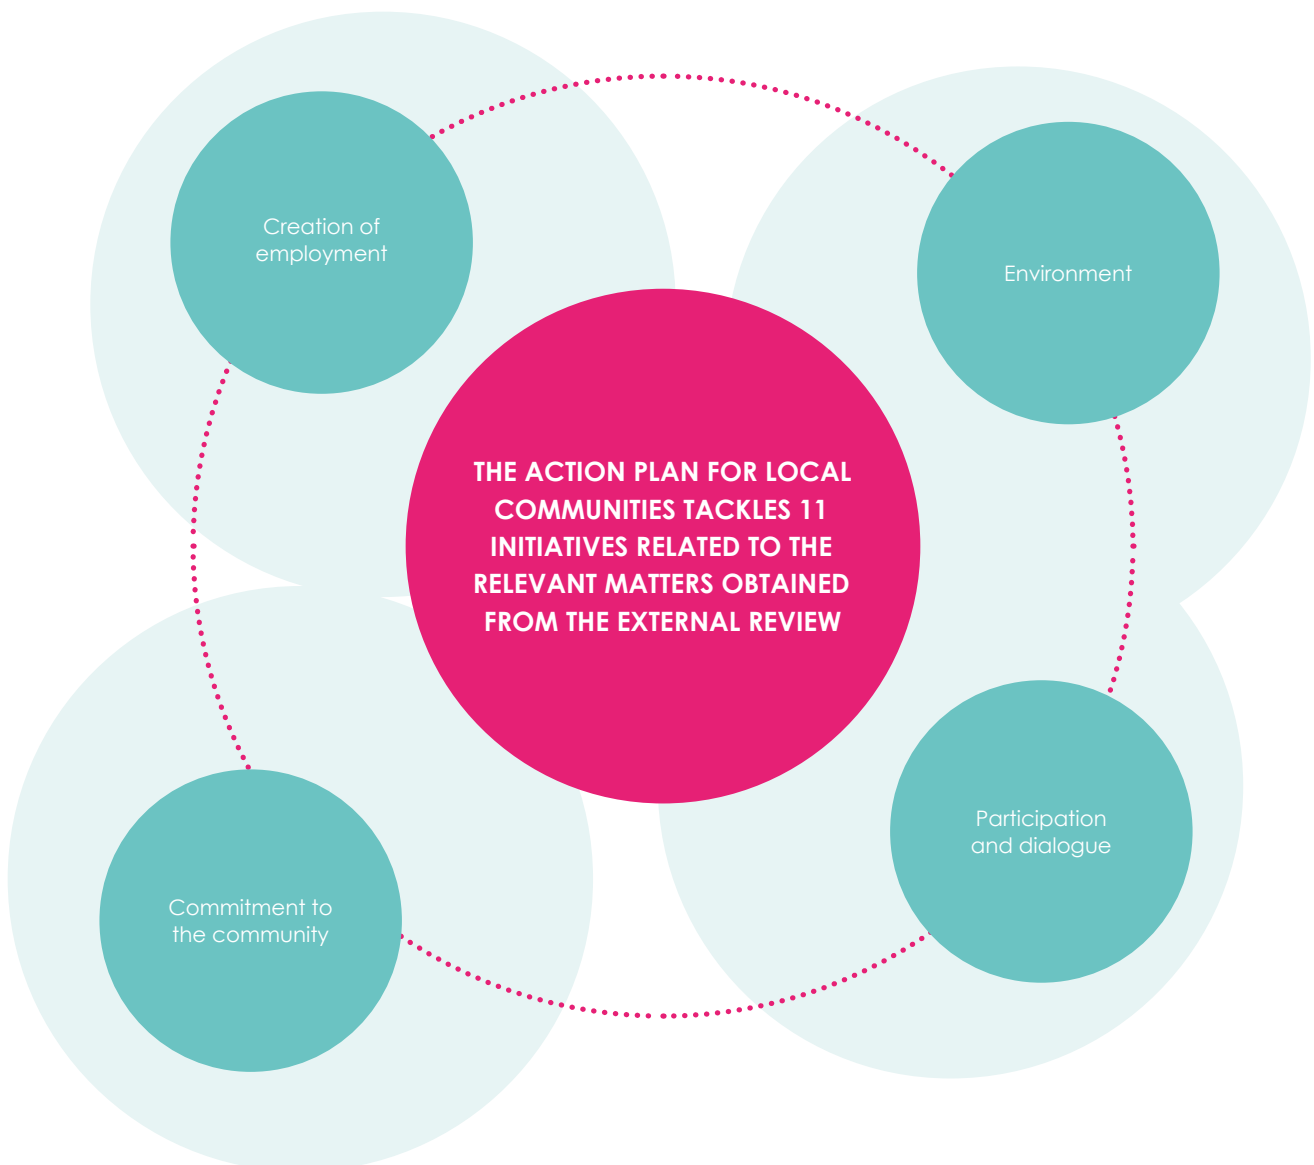 Creation of
employment
Environment
THE ACTION PLAN FOR LOCAL
COMMUNITIES TACKLES 11
INITIATIVES RELATED TO THE
RELEVANT MATTERS OBTAINED
FROM THE EXTERNAL REVIEW
Participation
and dialogue
Commitment to
the community